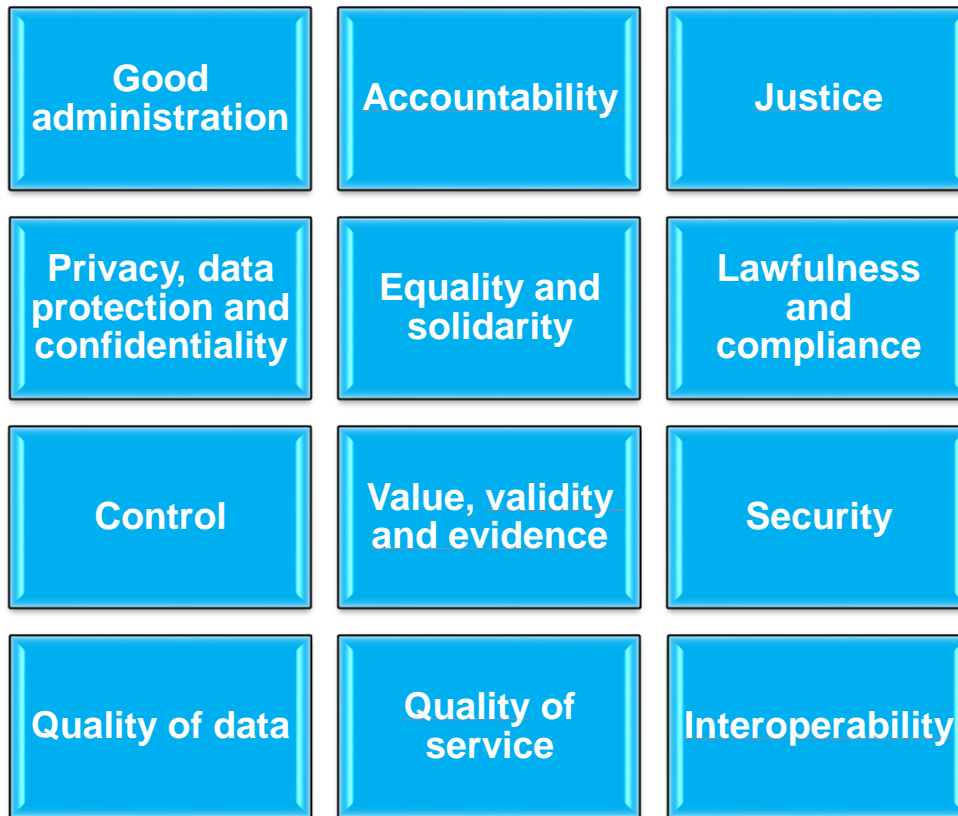 Good
administration
Accountability
Justice
Privacy, data
protection and
confidentiality
Equality and
solidarity
Lawfulness
and
compliance
Control
Value, validity
and evidence
Security
Quality of data
Quality of
service
Interoperability